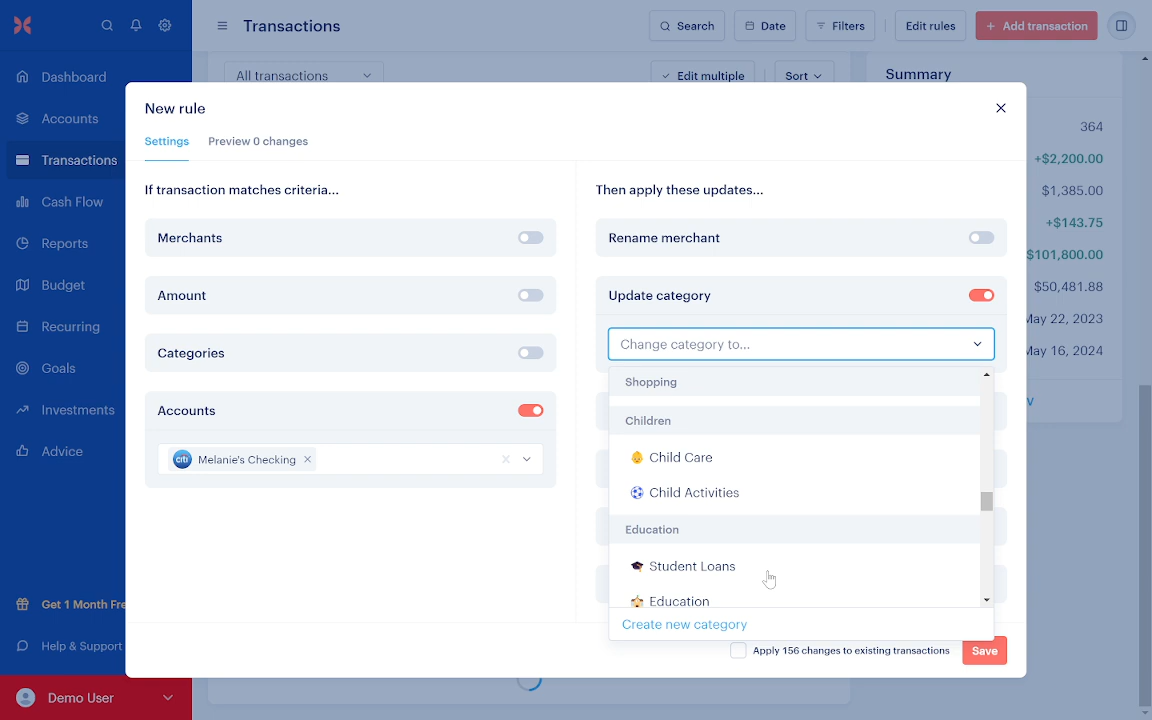 Transactions
Search
Date
Filters
Edit rules
+ Add transaction
Dashboard
Accounts
Transactions
Cash Flow
Reports
Budget
Recurring
Goals
Investments
Advice
Get 1 Month Fre
Help & Support
Demo User
All transactions
Edit multiple
Sort
Summary
364
+$2,200.00
$1,385.00
+$143.75
$101,800.00
$50,481.88
May 22, 2023
May 16, 2024
New rule
Settings
Preview 0 changes
If transaction matches criteria...
Merchants
Amount
Categories
Accounts
citi Melanie's Checking
Then apply these updates...
Rename merchant
Update category
Change category to...
Shopping
Children
Child Care
Child Activities
Education
Student Loans
Education
Create new category
Apply 156 changes to existing transactions
Save